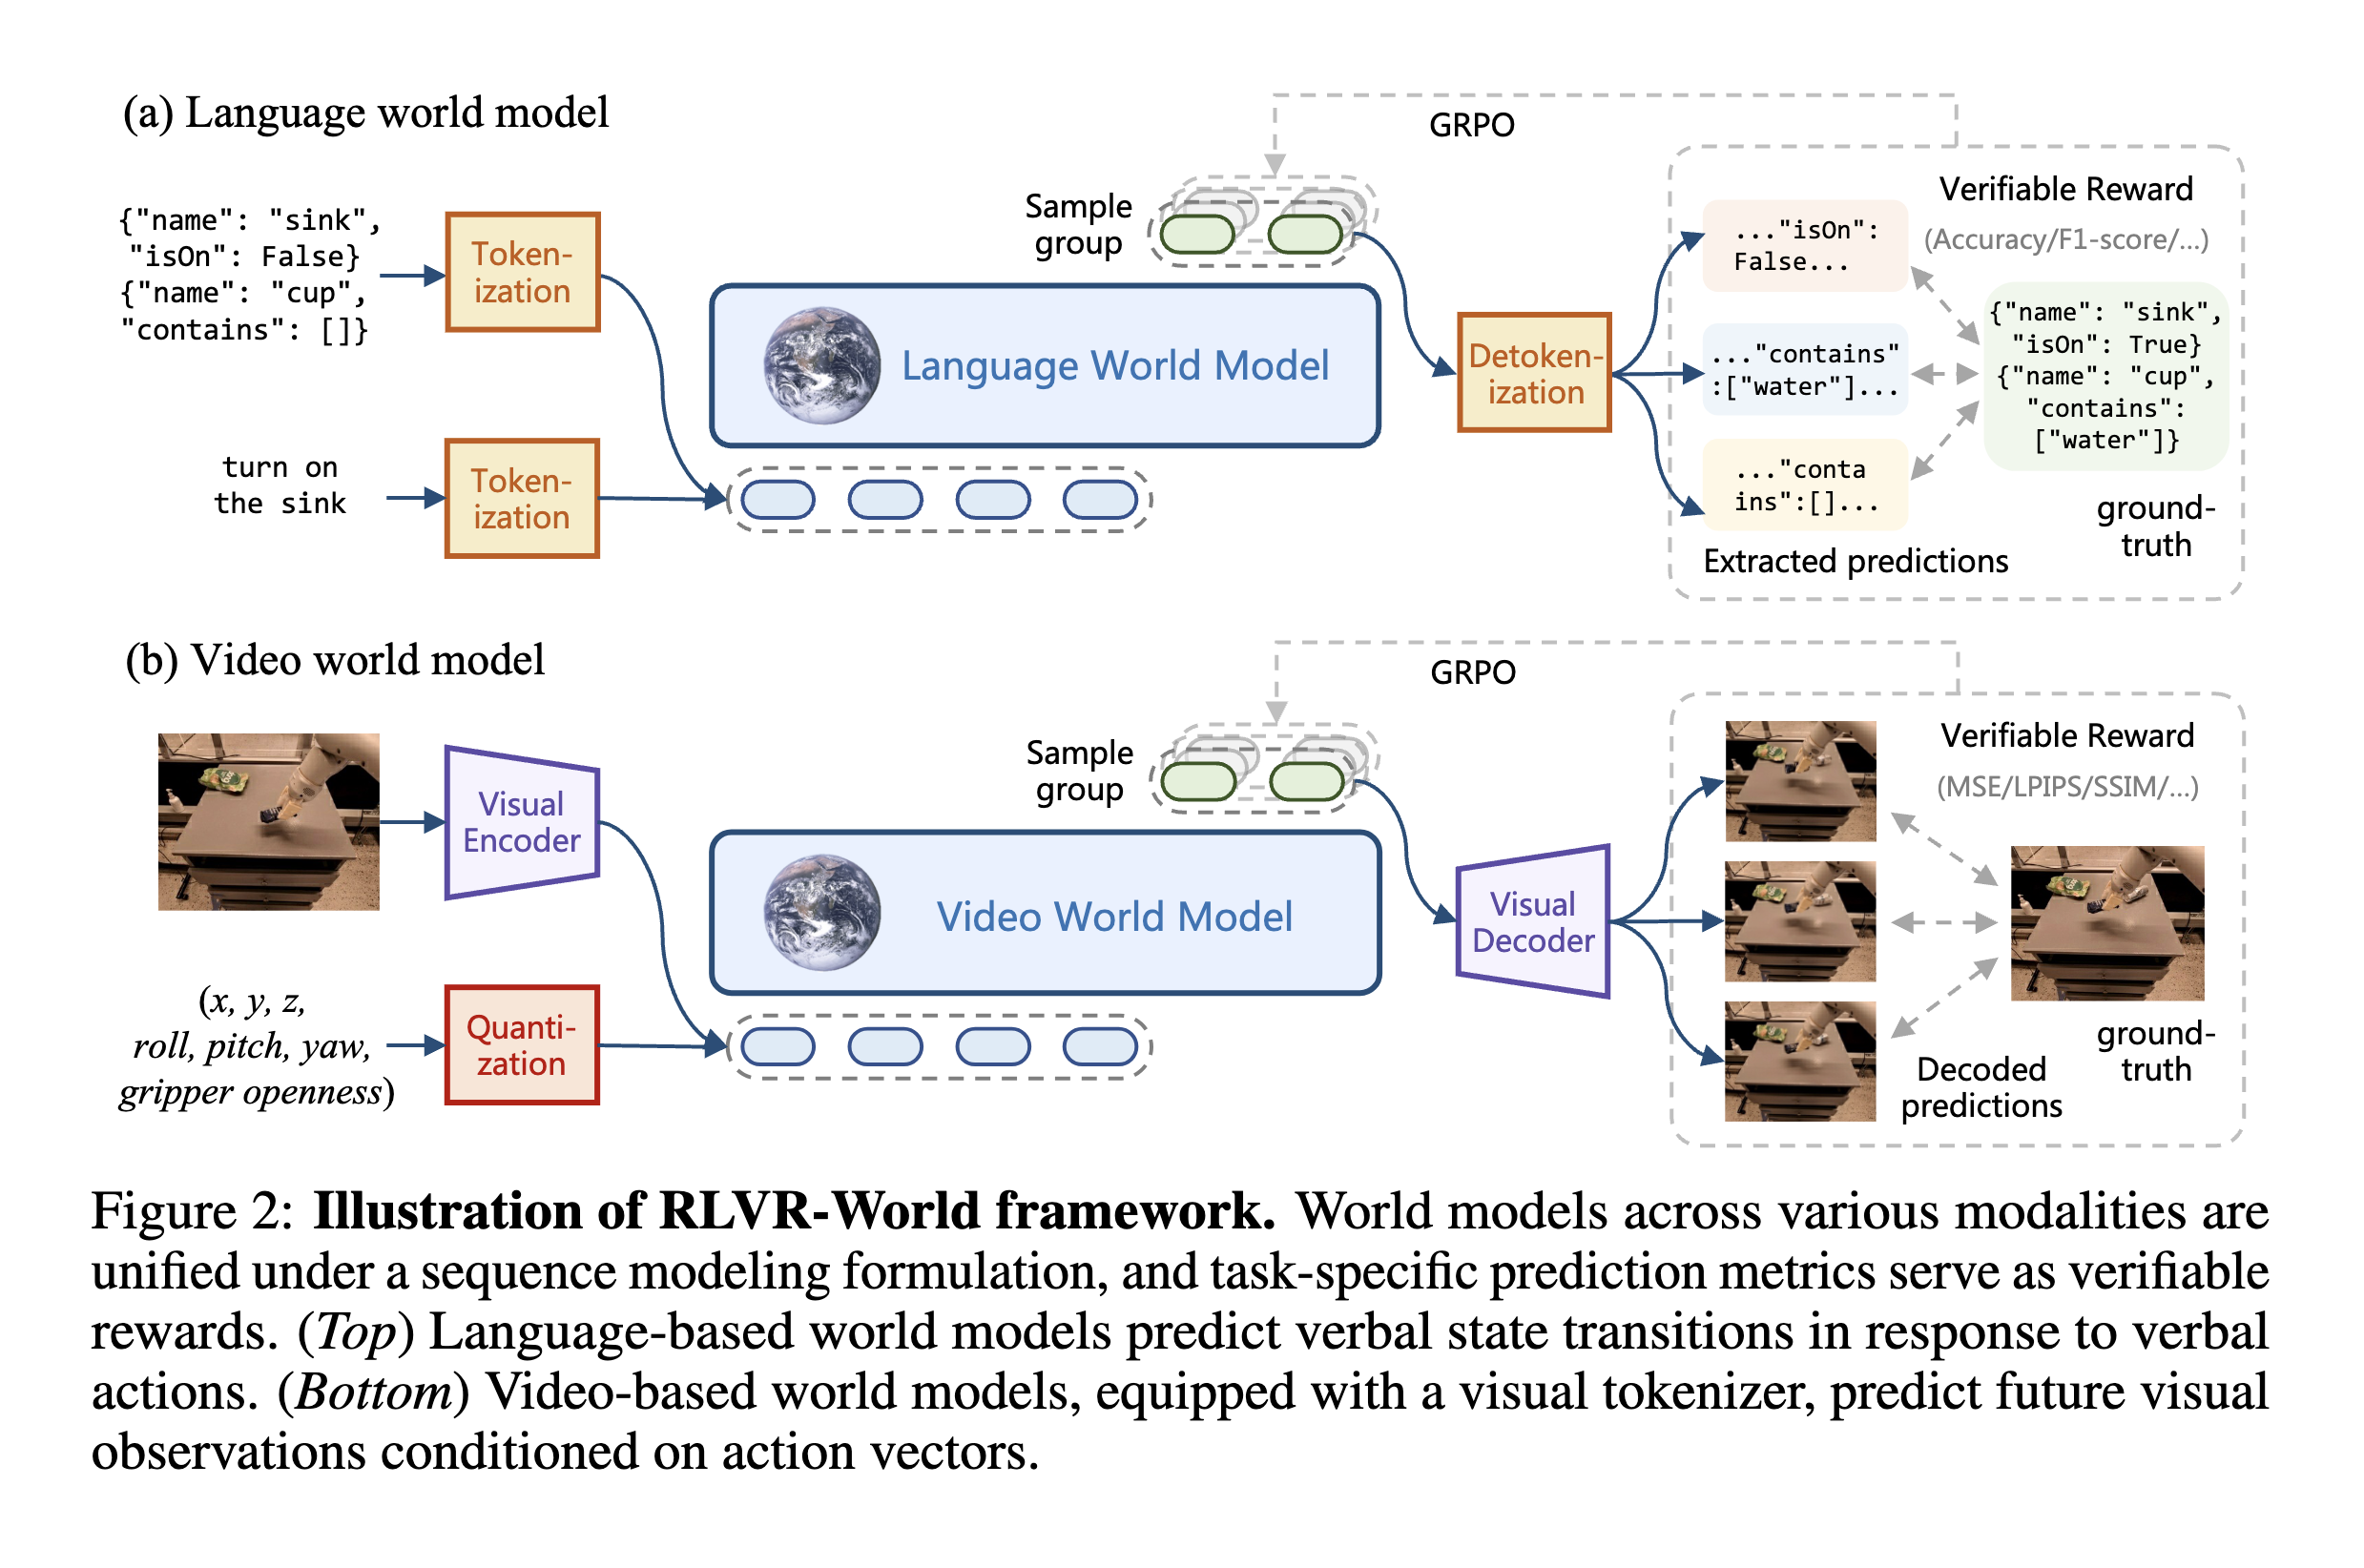 (a) Language world model
GRPO
{"name": "sink",
"isOn": False}
{"name": "cup",
"contains": []}
Token-
ization
turn on
the sink
Token-
ization
Sample
group
Language World Model
Detoken-
ization
Verifiable Reward
(Accuracy/F1-score/...)
..."isOn":
False...
..."contains"
:["water"]...
..."conta
ins":[]...
Extracted predictions
{"name": "sink",
"isOn": True}
{"name": "cup",
"contains":
["water"]}
ground-
truth
(b) Video world model
GRPO
Visual
Encoder
(x, y, z,
roll, pitch, yaw,
gripper openness)
Quanti-
zation
Sample
group
Video World Model
Visual
Decoder
Verifiable Reward
(MSE/LPIPS/SSIM/...)
Decoded
predictions
ground-
truth
Figure 2: Illustration of RLVR-World framework. World models across various modalities are
unified under a sequence modeling formulation, and task-specific prediction metrics serve as verifiable
rewards. (Top) Language-based world models predict verbal state transitions in response to verbal
actions. (Bottom) Video-based world models, equipped with a visual tokenizer, predict future visual
observations conditioned on action vectors.